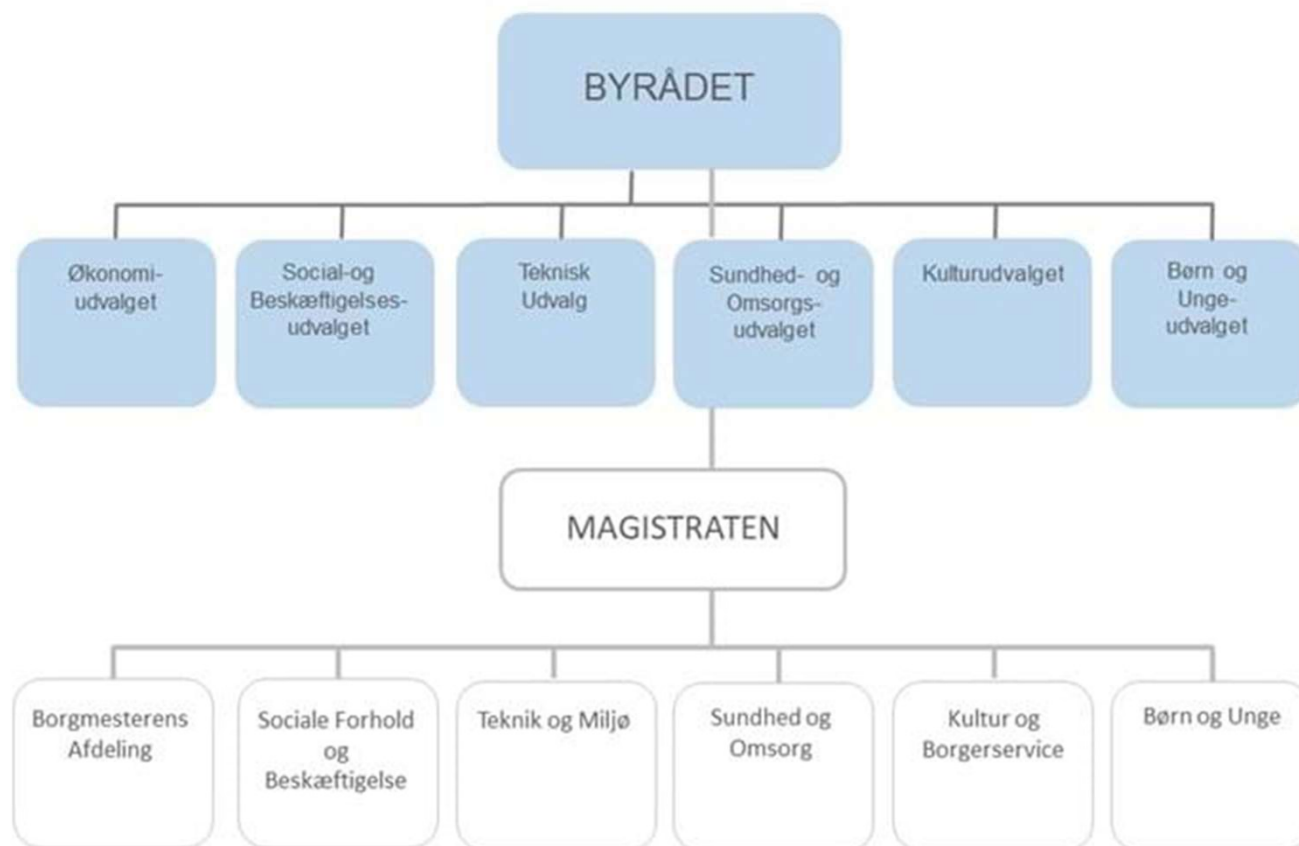 BYRÅDET
Økonomi-
udvalget
Social-og
Beskæftigelses-
udvalget
Teknisk
Udvalg
Sundhed- og
Omsorgs-
udvalget
Kulturudvalget
Børn og
Unge-
udvalget
MAGISTRATEN
Borgmesterens
Afdeling
Sociale Forhold
og
Beskæftigelse
Teknik og Miljø
Sundhed og
Omsorg
Kultur og
Borgerservice
Børn og Unge